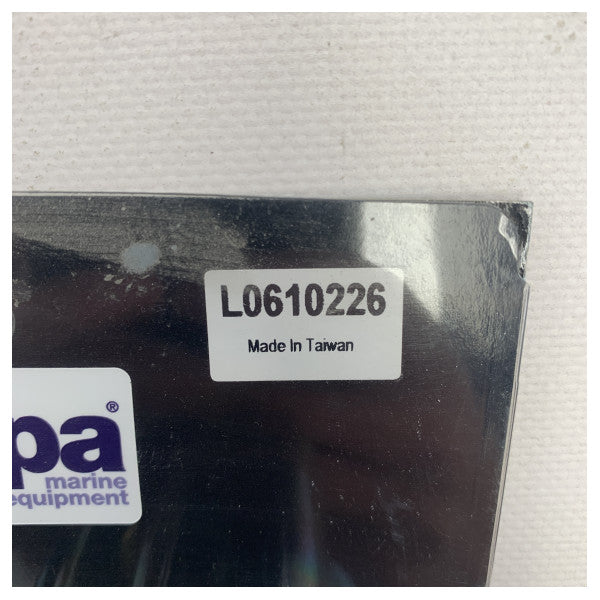 L0610226
Made In Taiwan
pa®
marine
equipment